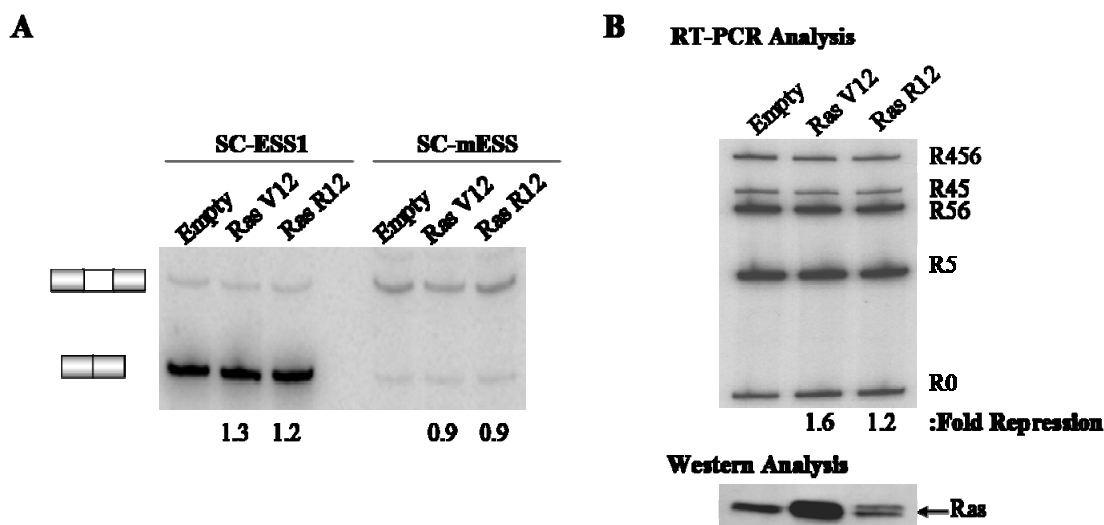 A
SC-ESS1
SC-mESS
Empty
Ras V12
Ras R12
Empty
Ras V12
Ras R12
1.3
1.2
0.9
0.9
B
RT-PCR Analysis
Empty
Ras V12
Ras R12
R456
R45
R56
R5
R0
1.6
1.2
:Fold Repression
Western Analysis
Ras